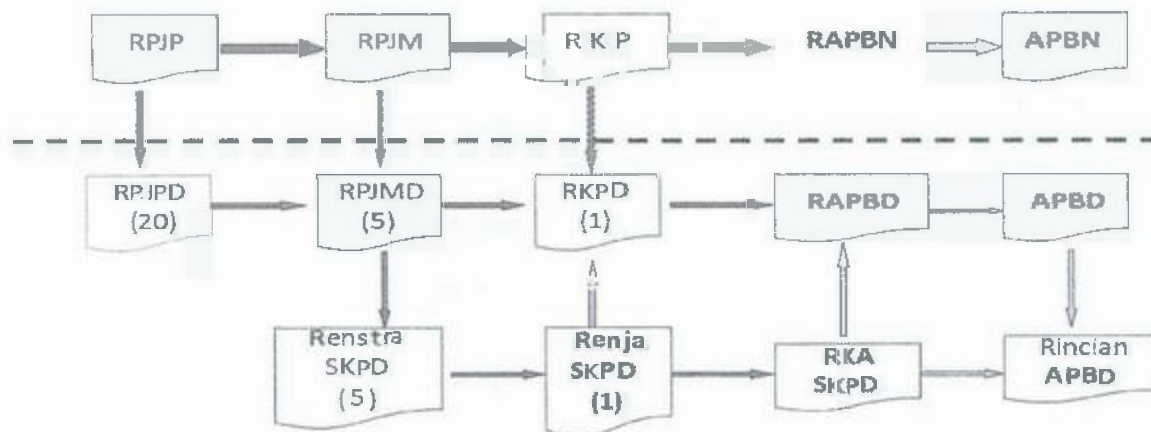 RPJP
RPJM
RKP
RAPBN
APBN
RPJPD
(20)
RPJMD
(5)
RKPD
(1)
RAPBD
APBD
Renstra
SKPD
(5)
Renja
SKPD
(1)
RKA
SKPD
Rincian
APBD